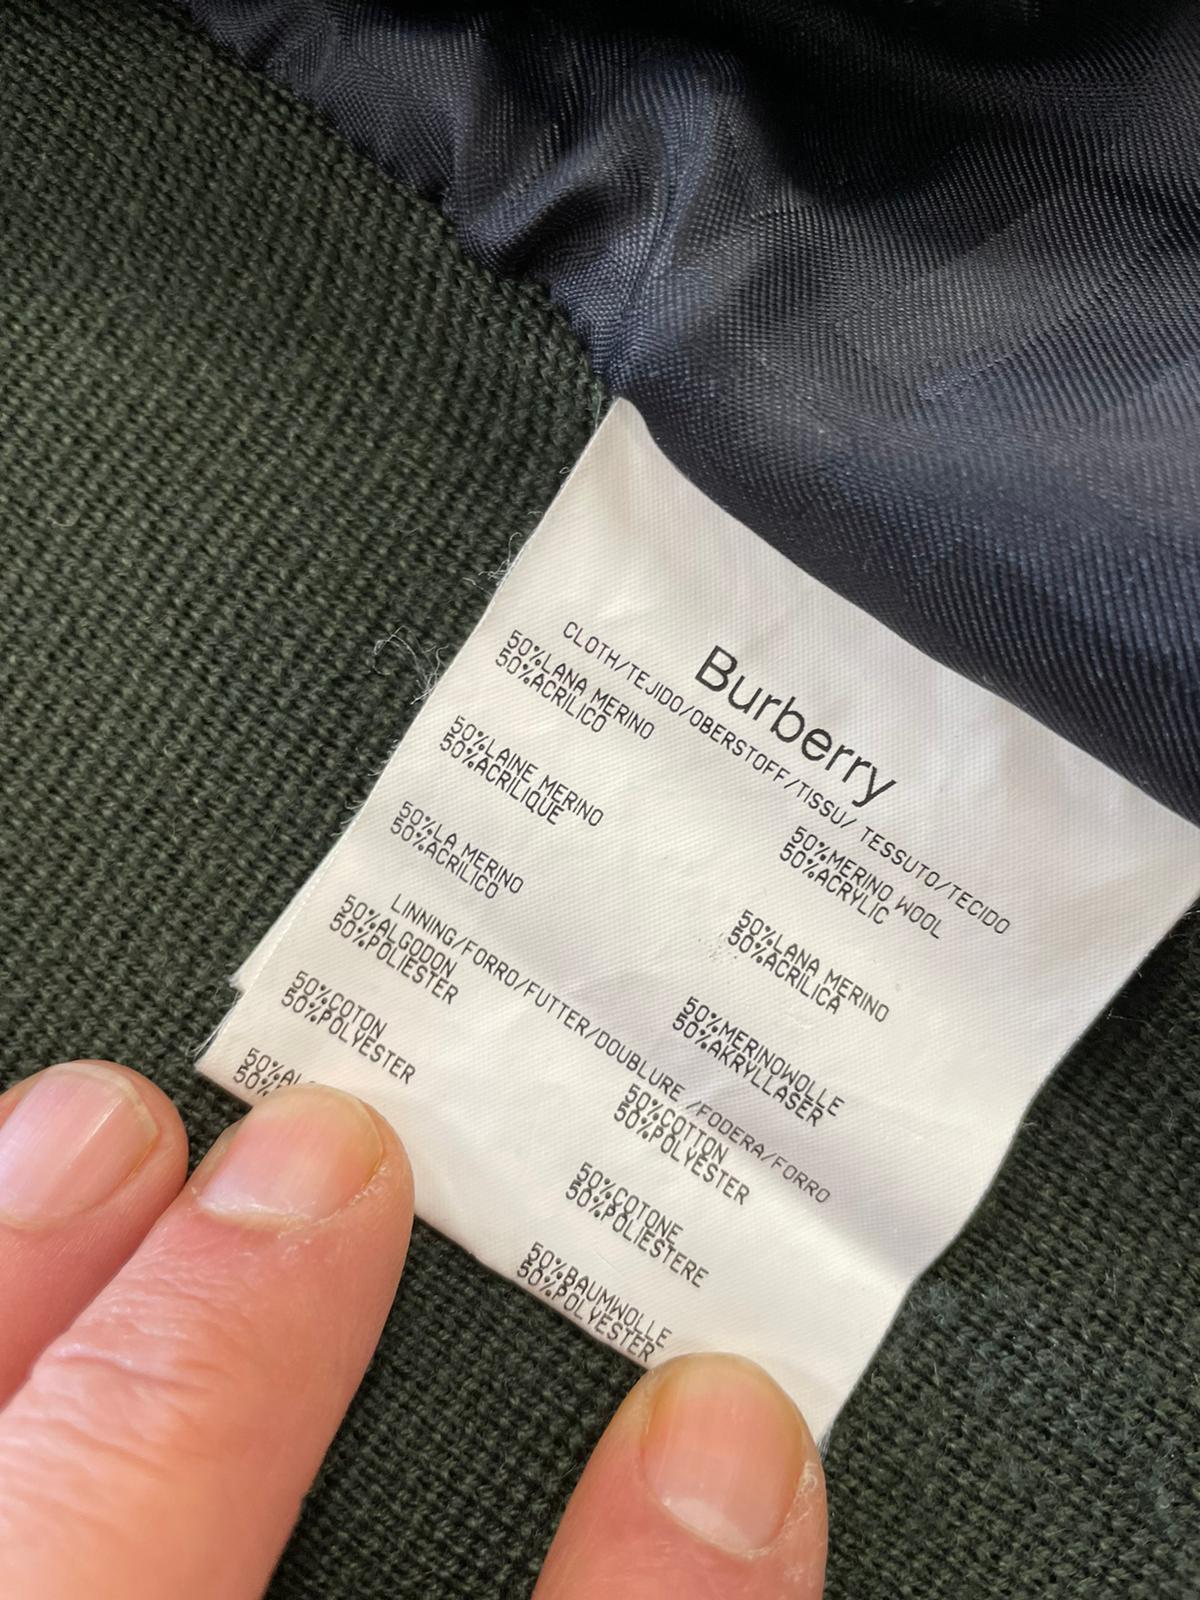 Burberry
CLOTH/TEJIDO/OBERSTOFF/TISSU/ TESSUTO/TECIDO
50%LANA MERINO
50%ACRILICO
50%MERINO WOOL
50%ACRYLIC
50%LAINE MERINO
50%ACRILIQUE
50%LANA MERINO
50%ACRILICA
50%LA MERINO
50%ACRILICO
50%MERINOWOLLE
50%AKRYLLASER
LINNING/FORRO/FUTTER/DOUBLURE /FODERA/FORRO
50%ALGODON
50%POLIESTER
50%COTTON
50%POLYESTER
50%COTON
50%POLYESTER
50%COTONE
50%POLIESTERE
50%AL
50%
50%BAUMWOLLE
50%POLYESTER